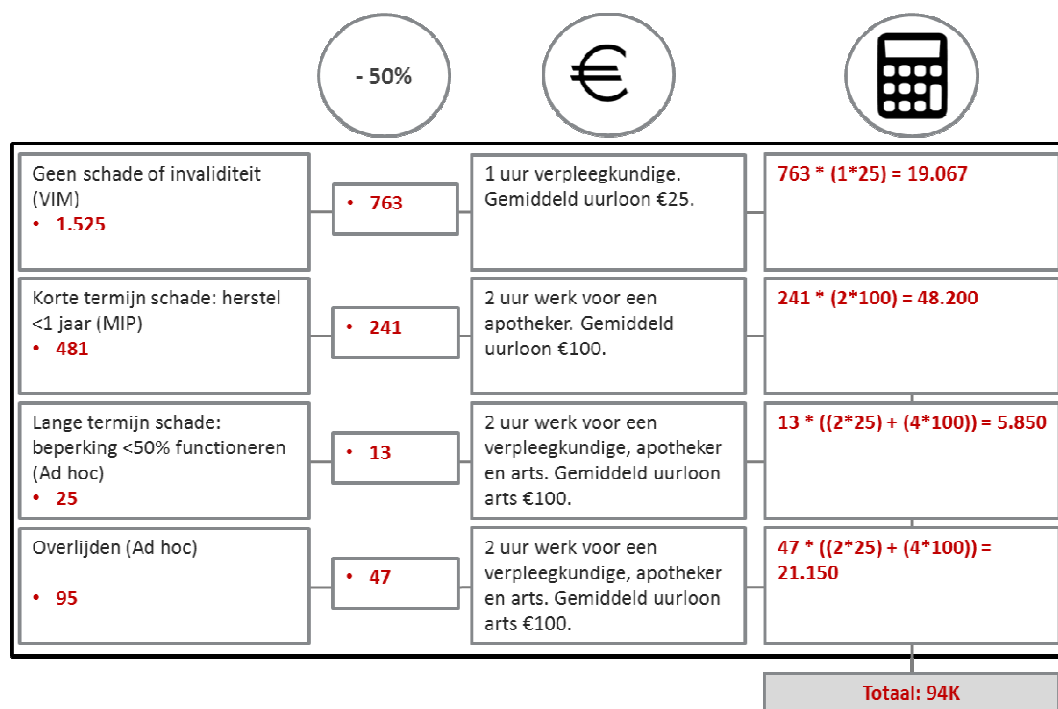 - 50%
€
Geen schade of invaliditeit
(VIM)
• 1.525
• 763
1 uur verpleegkundige.
Gemiddeld uurloon €25.
763 * (1*25) = 19.067
Korte termijn schade: herstel
<1 jaar (MIP)
• 481
• 241
2 uur werk voor een
apotheker. Gemiddeld
uurloon €100.
241 * (2*100) = 48.200
Lange termijn schade:
beperking <50% functioneren
(Ad hoc)
• 25
• 13
2 uur werk voor een
verpleegkundige, apotheker
en arts. Gemiddeld uurloon
arts €100.
13 * ((2*25) + (4*100)) = 5.850
Overlijden (Ad hoc)
• 95
• 47
2 uur werk voor een
verpleegkundige, apotheker
en arts. Gemiddeld uurloon
arts €100.
47 * ((2*25) + (4*100)) =
21.150
Totaal: 94K